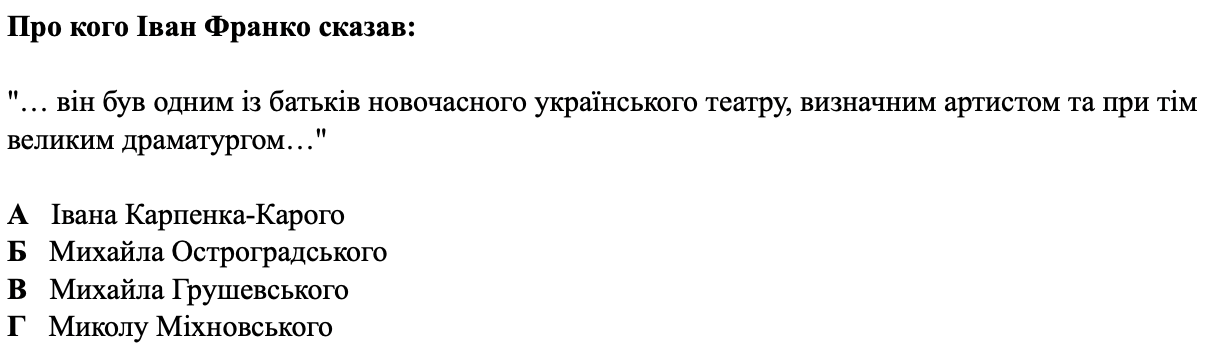 Про кого Іван Франко сказав:
"… він був одним із батьків новочасного українського театру, визначним артистом та при тім
великим драматургом…"
А Івана Карпенка-Карого
Б Михайла Остроградського
В Михайла Грушевського
Г Миколу Міхновського